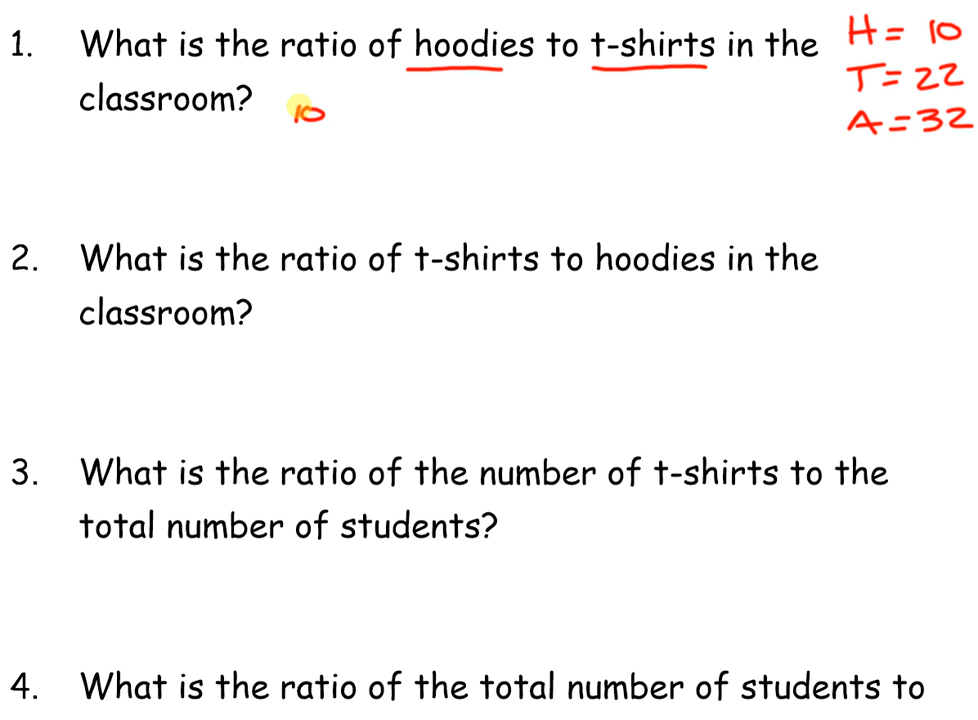 1. What is the ratio of hoodies to t-shirts in the
classroom? 10
H = 10
T = 22
A = 32
2. What is the ratio of t-shirts to hoodies in the
classroom?
3. What is the ratio of the number of t-shirts to the
total number of students?
4. What is the ratio of the total number of students to